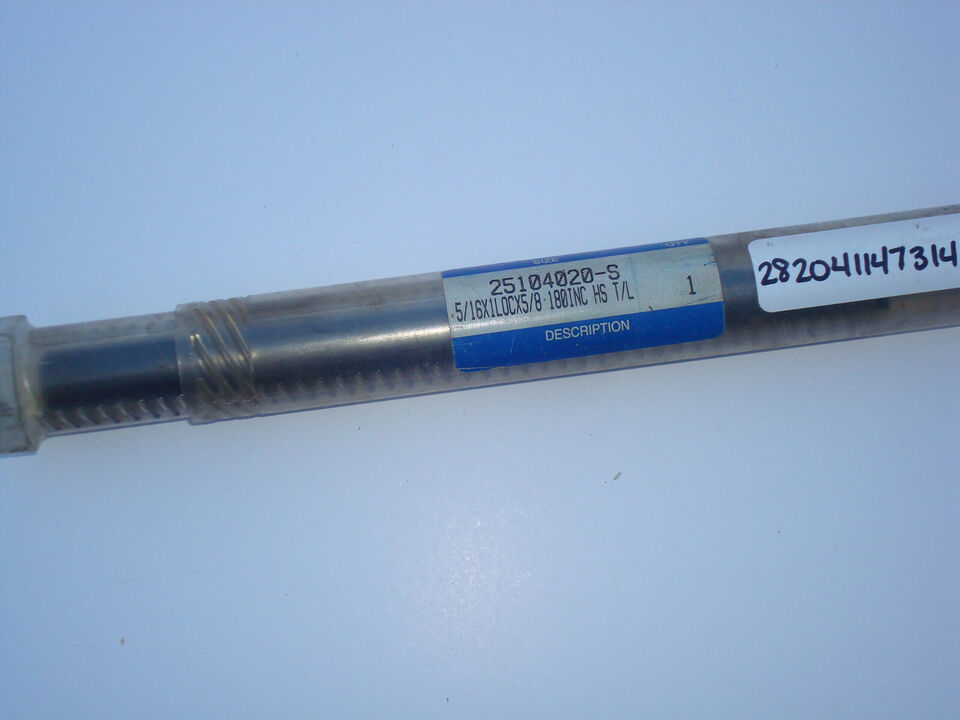 SIZE QTY.
25104020-S
5/16X1LOCX5/8 180INC HS T/L 1
DESCRIPTION
282041147314